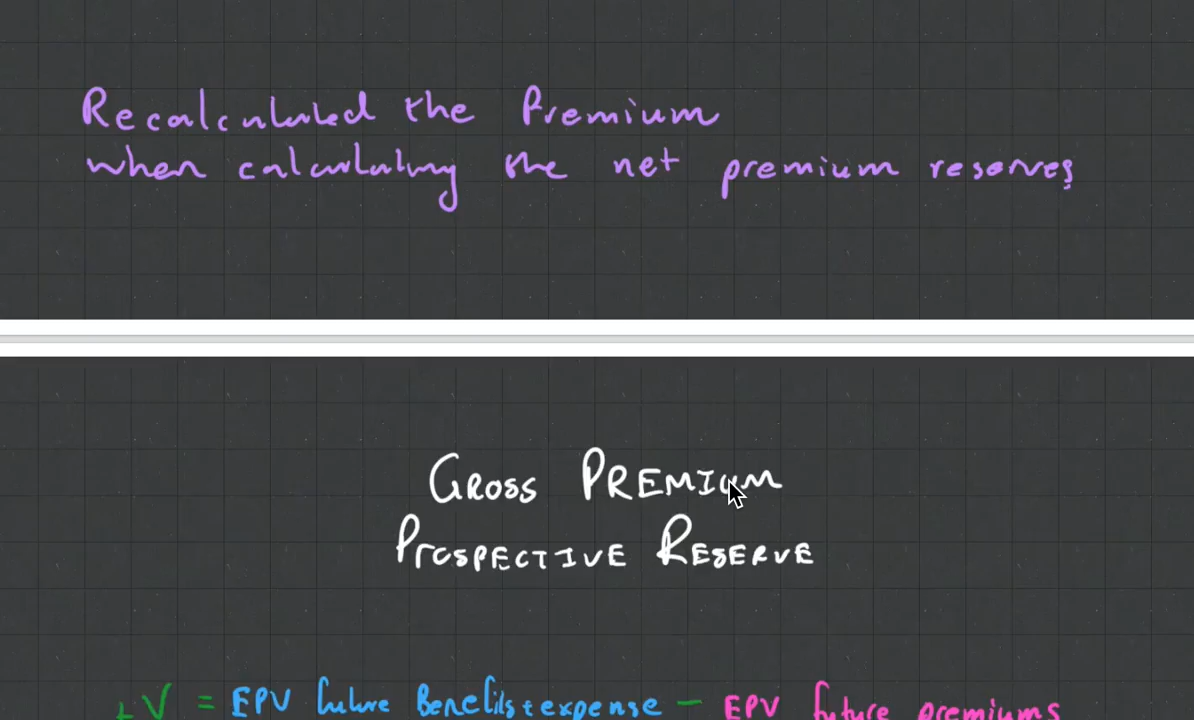 Recalculated the Premium
when calculating the net premium reserves
GROSS PREMIUM
PROSPECTIVE RESERVE
tV = EPV future Benefits + expense - EPV future premiums